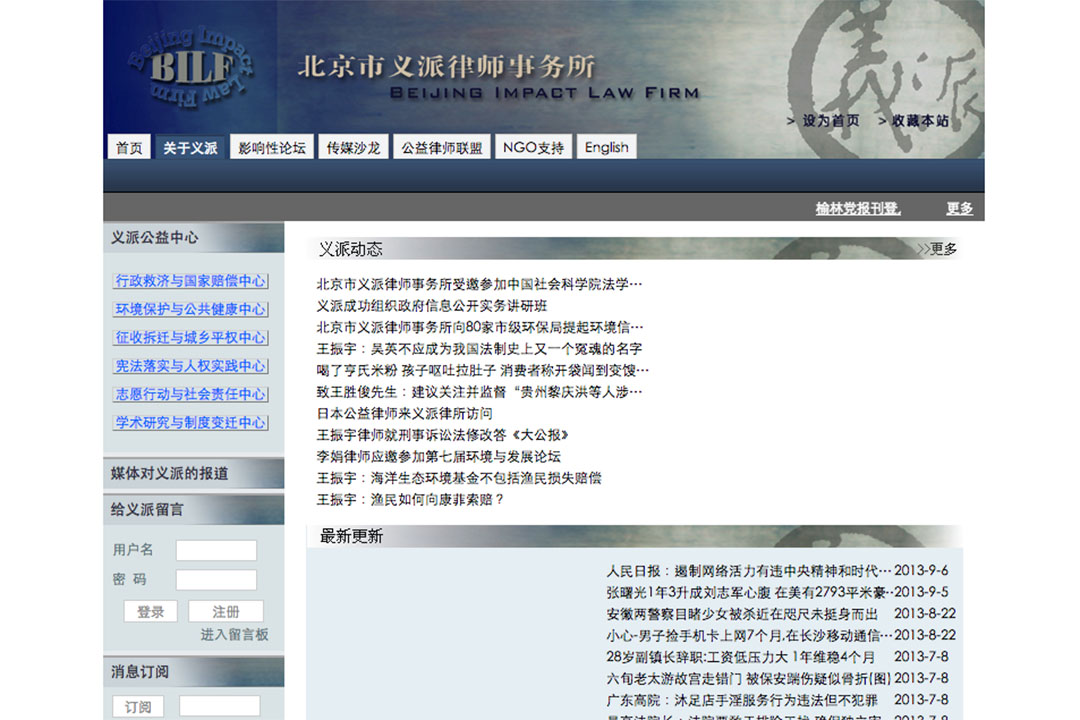 Beijing Impact
BILF
Law Firm
北京市义派律师事务所
BEIJING IMPACT LAW FIRM
義派
> 设为首页 > 收藏本站
首页 关于义派 影响性论坛 传媒沙龙 公益律师联盟 NGO支持 English
榆林党报刊登, 更多
义派公益中心
行政救济与国家赔偿中心
环境保护与公共健康中心
征收拆迁与城乡平权中心
宪法落实与人权实践中心
志愿行动与社会责任中心
学术研究与制度变迁中心
媒体对义派的报道
给义派留言
用户名
密 码
登录 注册
进入留言板
消息订阅
订阅
义派动态 >>更多
北京市义派律师事务所受邀参加中国社会科学院法学…
义派成功组织政府信息公开实务讲研班
北京市义派律师事务所向80家市级环保局提起环境信…
王振宇：吴英不应成为我国法制史上又一个冤魂的名字
喝了亨氏米粉 孩子呕吐拉肚子 消费者称开袋闻到变馊…
致王胜俊先生：建议关注并监督“贵州黎庆洪等人涉…
日本公益律师来义派律所访问
王振宇律师就刑事诉讼法修改答《大公报》
李娟律师应邀参加第七届环境与发展论坛
王振宇：海洋生态环境基金不包括渔民损失赔偿
王振宇：渔民如何向康菲索赔？
最新更新
人民日报：遏制网络活力有违中央精神和时代… 2013-9-6
张曙光1年3升成刘志军心腹 在美有2793平米豪… 2013-9-5
安徽两警察目睹少女被杀近在咫尺未挺身而出 2013-8-22
小心-男子捡手机卡上网7个月,在长沙移动通信… 2013-8-22
28岁副镇长辞职:工资低压力大 1年维稳4个月 2013-7-8
六旬老太游故宫走错门 被保安踹伤疑似骨折(图) 2013-7-8
广东高院：沐足店手淫服务行为违法但不犯罪 2013-7-8